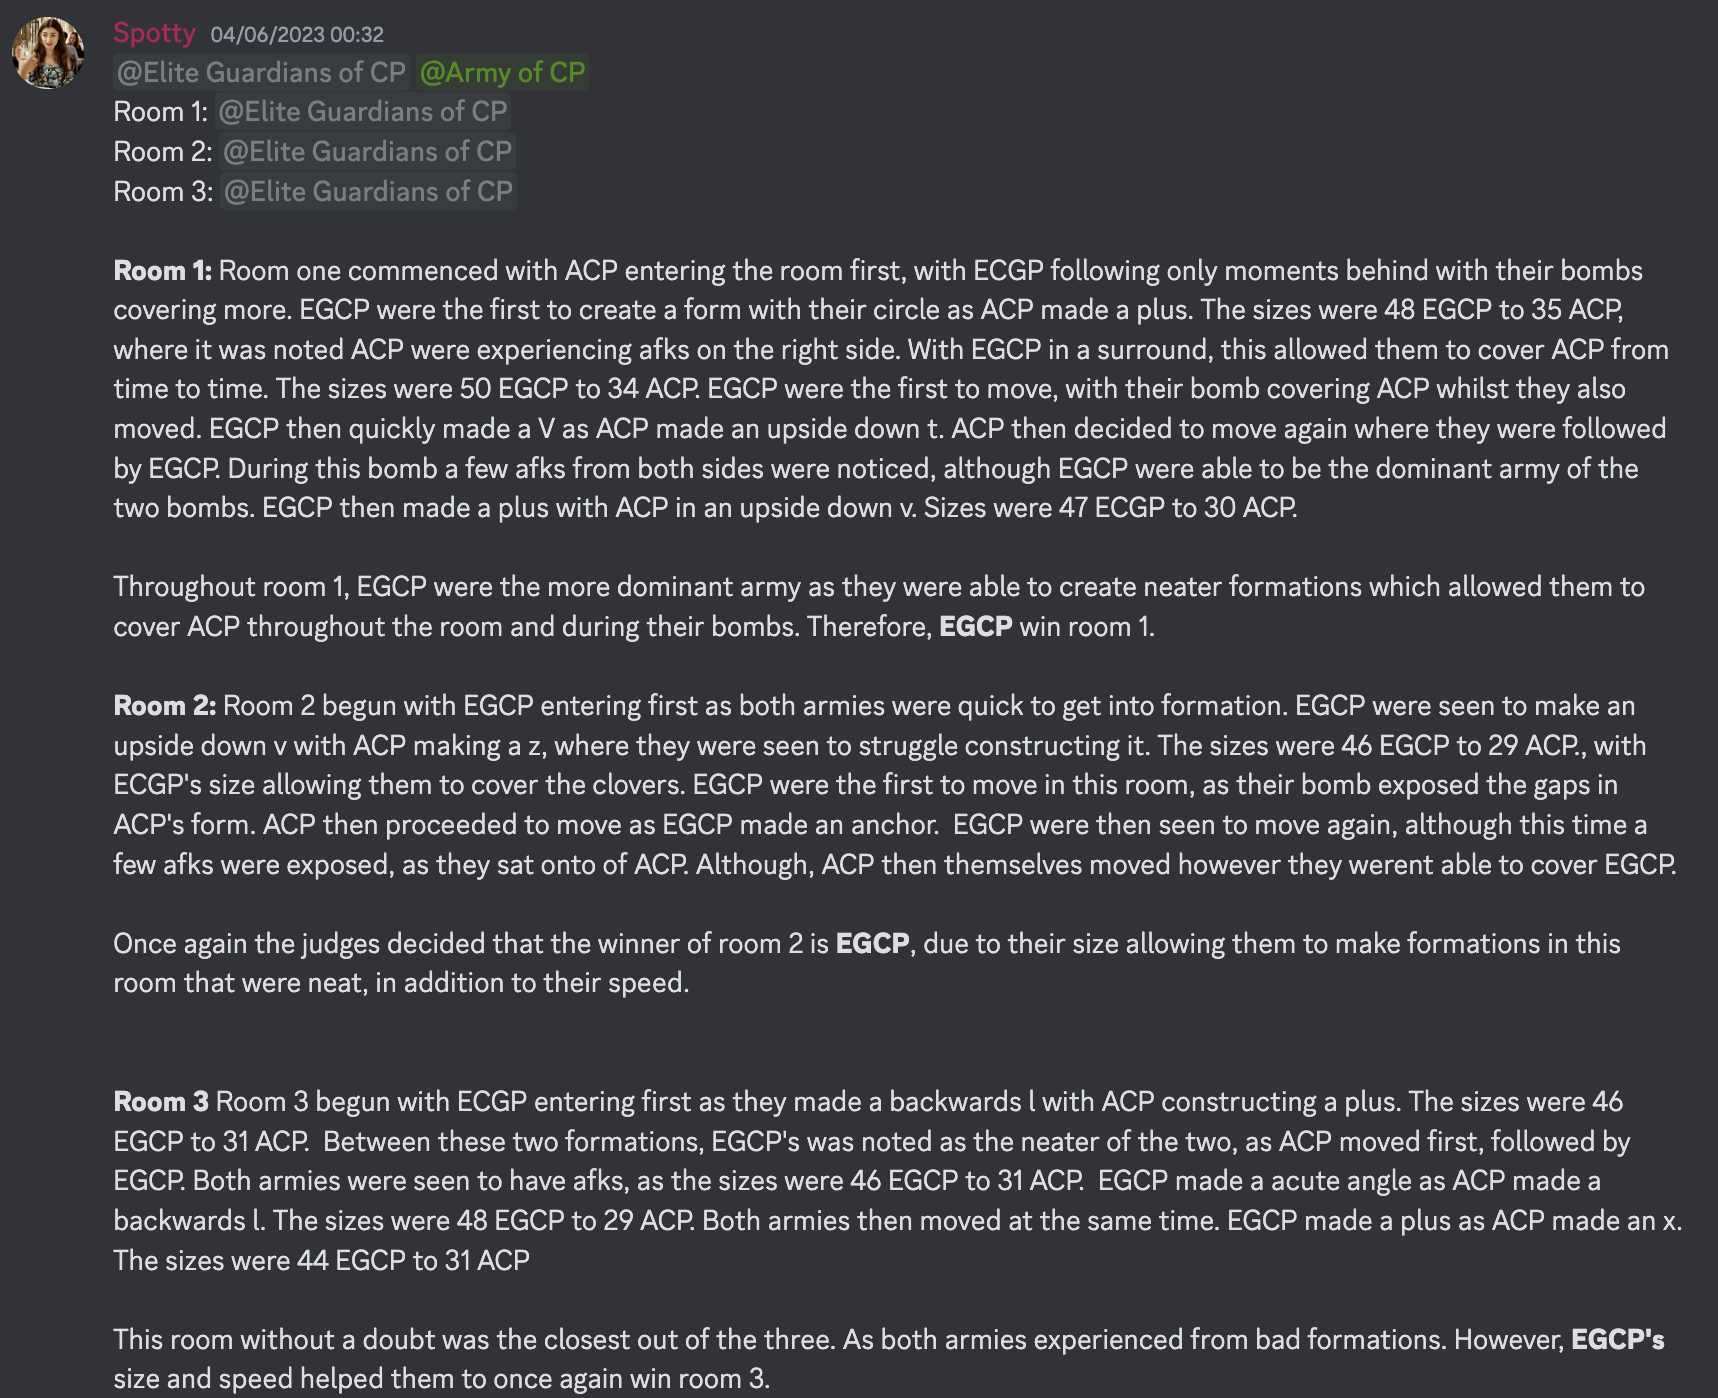 Spotty 04/06/2023 00:32
@Elite Guardians of CP @Army of CP
Room 1: @Elite Guardians of CP
Room 2: @Elite Guardians of CP
Room 3: @Elite Guardians of CP
Room 1: Room one commenced with ACP entering the room first, with ECGP following only moments behind with their bombs
covering more. EGCP were the first to create a form with their circle as ACP made a plus. The sizes were 48 EGCP to 35 ACP,
where it was noted ACP were experiencing afks on the right side. With EGCP in a surround, this allowed them to cover ACP from
time to time. The sizes were 50 EGCP to 34 ACP. EGCP were the first to move, with their bomb covering ACP whilst they also
moved. EGCP then quickly made a V as ACP made an upside down t. ACP then decided to move again where they were followed
by EGCP. During this bomb a few afks from both sides were noticed, although EGCP were able to be the dominant army of the
two bombs. EGCP then made a plus with ACP in an upside down v. Sizes were 47 ECGP to 30 ACP.
Throughout room 1, EGCP were the more dominant army as they were able to create neater formations which allowed them to
cover ACP throughout the room and during their bombs. Therefore, EGCP win room 1.
Room 2: Room 2 begun with EGCP entering first as both armies were quick to get into formation. EGCP were seen to make an
upside down v with ACP making a z, where they were seen to struggle constructing it. The sizes were 46 EGCP to 29 ACP., with
ECGP's size allowing them to cover the clovers. EGCP were the first to move in this room, as their bomb exposed the gaps in
ACP's form. ACP then proceeded to move as EGCP made an anchor.  EGCP were then seen to move again, although this time a
few afks were exposed, as they sat onto of ACP. Although, ACP then themselves moved however they werent able to cover EGCP.
Once again the judges decided that the winner of room 2 is EGCP, due to their size allowing them to make formations in this
room that were neat, in addition to their speed.
Room 3 Room 3 begun with ECGP entering first as they made a backwards l with ACP constructing a plus. The sizes were 46
EGCP to 31 ACP.  Between these two formations, EGCP's was noted as the neater of the two, as ACP moved first, followed by
EGCP. Both armies were seen to have afks, as the sizes were 46 EGCP to 31 ACP.  EGCP made a acute angle as ACP made a
backwards l. The sizes were 48 EGCP to 29 ACP. Both armies then moved at the same time. EGCP made a plus as ACP made an x.
The sizes were 44 EGCP to 31 ACP
This room without a doubt was the closest out of the three. As both armies experienced from bad formations. However, EGCP's
size and speed helped them to once again win room 3.